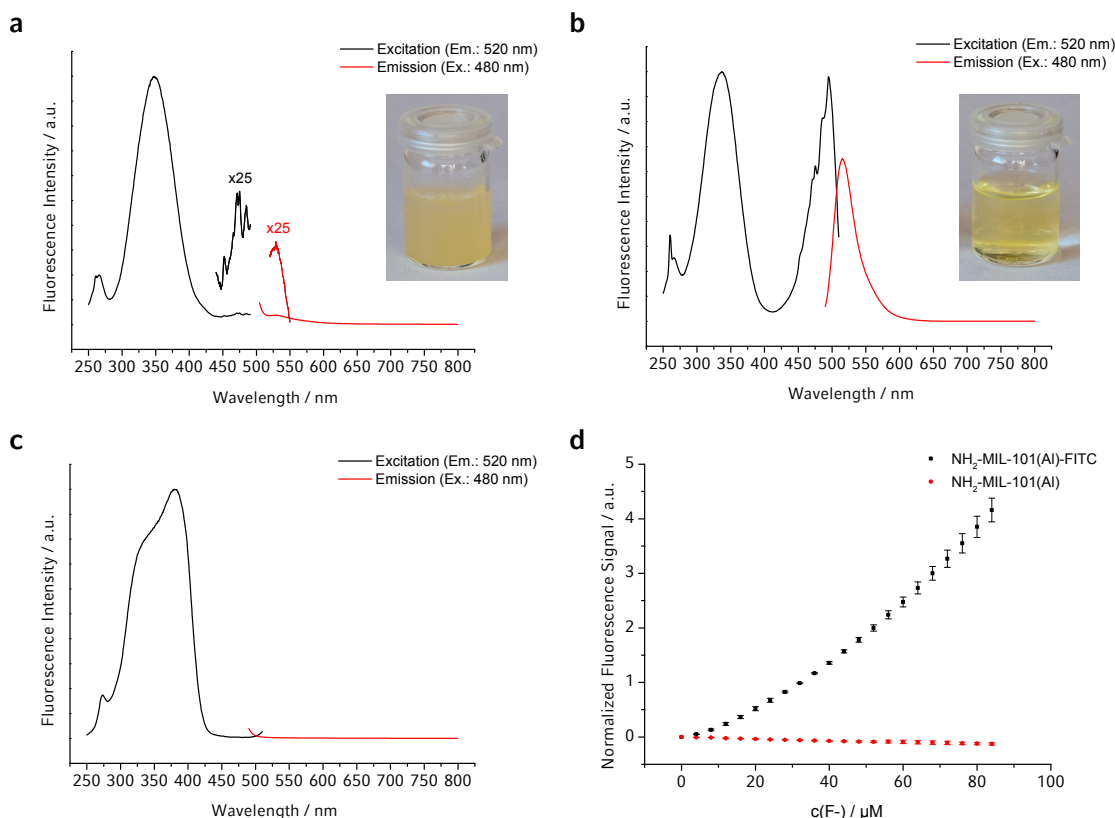 a
Excitation (Em.: 520 nm)
Emission (Ex.: 480 nm)
Fluorescence Intensity / a.u.
x25
x25
250 300 350 400 450 500 550 600 650 700 750 800
Wavelength / nm
b
Excitation (Em.: 520 nm)
Emission (Ex.: 480 nm)
Fluorescence Intensity / a.u.
250 300 350 400 450 500 550 600 650 700 750 800
Wavelength / nm
c
Excitation (Em.: 520 nm)
Emission (Ex.: 480 nm)
Fluorescence Intensity / a.u.
250 300 350 400 450 500 550 600 650 700 750 800
Wavelength / nm
d
NH₂-MIL-101(Al)-FITC
NH₂-MIL-101(Al)
Normalized Fluorescence Signal / a.u.
5
4
3
2
1
0
0 20 40 60 80 100
c(F-) / µM